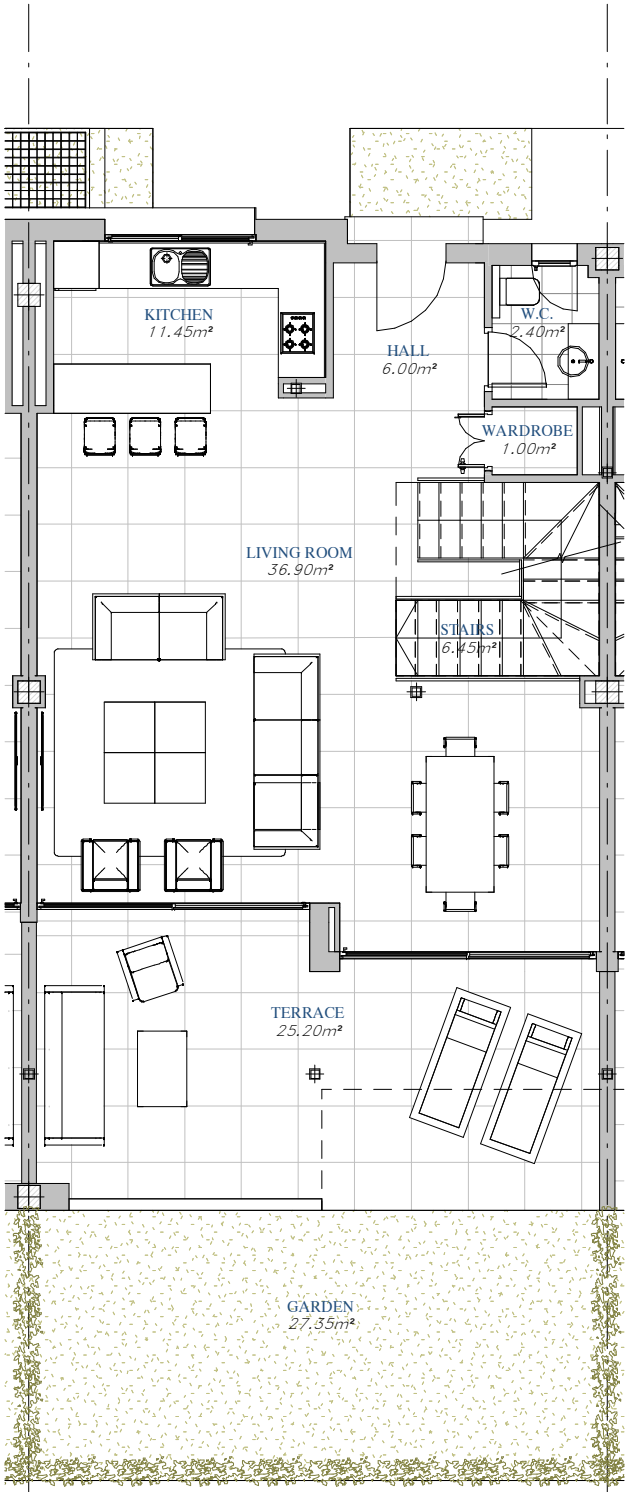 KITCHEN
11.45m²
W.C.
2.40m²
HALL
6.00m²
WARDROBE
1.00m²
LIVING ROOM
36.90m²
STAIRS
6.45m²
TERRACE
25.20m²
GARDEN
27.35m²